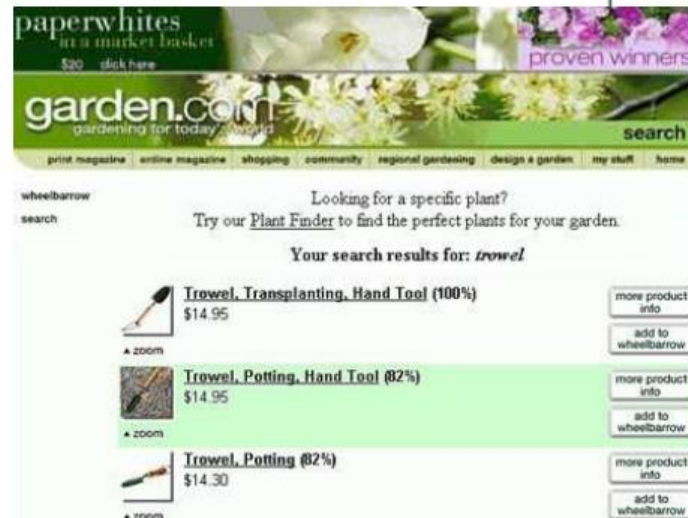 paperwhites
in a market basket
$20 click here
proven winners
garden.com
gardening for today's world
search
print magazine online magazine shopping community regional gardening design a garden my stuff home
wheelbarrow
search
Looking for a specific plant?
Try our Plant Finder to find the perfect plants for your garden.
Your search results for: trowel
Trowel, Transplanting, Hand Tool (100%)
$14.95
zoom
more product
info
add to
wheelbarrow
Trowel, Potting, Hand Tool (82%)
$14.95
zoom
more product
info
add to
wheelbarrow
Trowel, Potting (82%)
$14.30
zoom
more product
info
add to
wheelbarrow